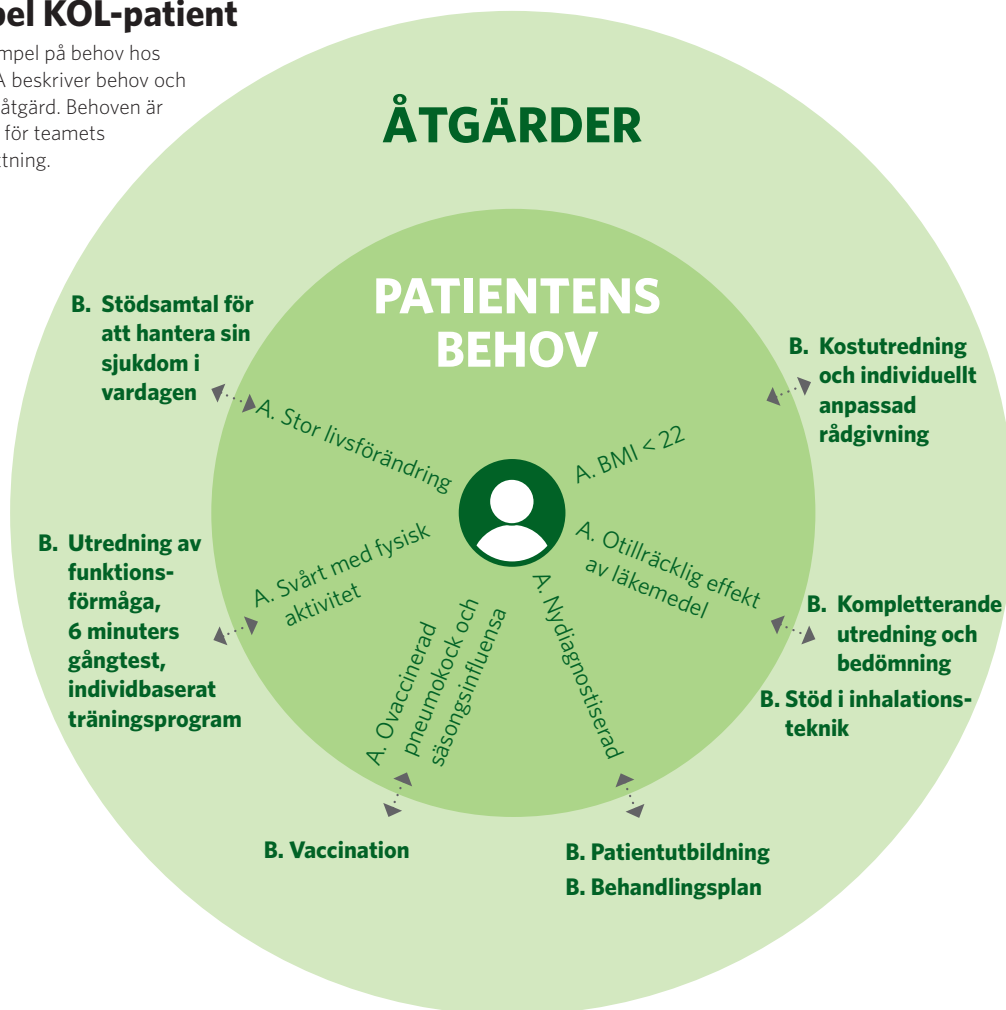 KOL-patient
på behov hos
A beskriver behov och
åtgärd. Behoven är
för teamets
ÅTGÄRDER
PATIENTENS
BEHOV
B. Stödsamtal för
att hantera sin
sjukdom i
vardagen
A. Stor livsförändring
B. Kostutredning
och individuellt
anpassad
rådgivning
A. BMI < 22
B. Utredning av
funktions-
förmåga,
6 minuters
gångtest,
individbaserat
träningsprogram
A. Svårt med fysisk
aktivitet
A. Otillräcklig effekt
av läkemedel
B. Kompletterande
utredning och
bedömning
B. Stöd i inhalations-
teknik
A. Ovaccinerad
pneumokock och
säsongsinfluensa
A. Nydiagnostiserad
B. Vaccination
B. Patientutbildning
B. Behandlingsplan